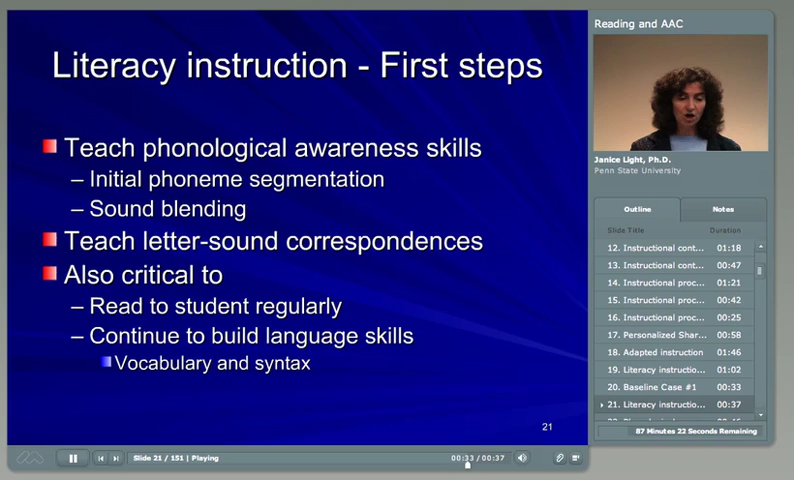 Literacy instruction - First steps
Teach phonological awareness skills
– Initial phoneme segmentation
– Sound blending
Teach letter-sound correspondences
Also critical to
– Read to student regularly
– Continue to build language skills
Vocabulary and syntax
21
Slide 21 / 151 | Playing
00:33 / 00:37
Reading and AAC
Janice Light, Ph.D.
Penn State University
Outline Notes
Slide Title Duration
12. Instructional cont... 01:18
13. Instructional cont... 00:47
14. Instructional proc... 01:21
15. Instructional proc... 00:42
16. Instructional proc... 00:25
17. Personalized Shar... 00:58
18. Adapted instruction 01:46
19. Literacy instructio... 01:02
20. Baseline Case #1 00:33
21. Literacy instructio... 00:37
87 Minutes 22 Seconds Remaining